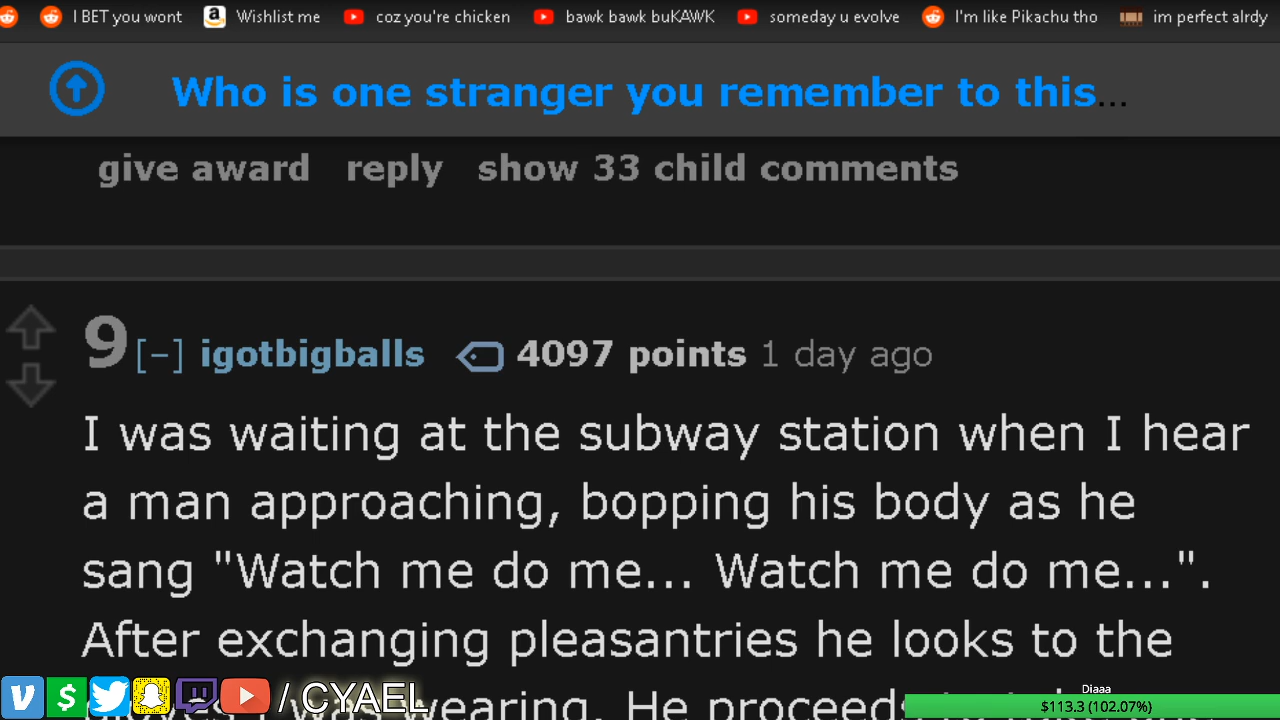 I BET you wont Wishlist me coz you're chicken bawk bawk buKAWK someday u evolve I'm like Pikachu tho im perfect alrdy
Who is one stranger you remember to this...
give award reply show 33 child comments
9 [–] igotbigballs 4097 points 1 day ago
I was waiting at the subway station when I hear
a man approaching, bopping his body as he
sang "Watch me do me... Watch me do me...".
After exchanging pleasantries he looks to the
gloves I was wearing. He proceeds to
/ CYAEL
Diaaa
$113.3 (102.07%)